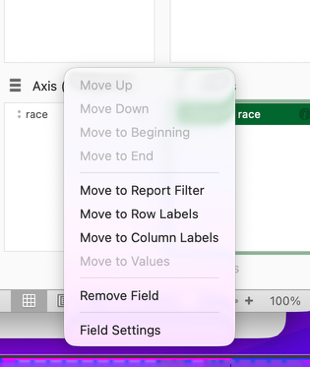 Axis (
Move Up
Move Down
Move to Beginning
Move to End
race
race
Move to Report Filter
Move to Row Labels
Move to Column Labels
Move to Values
Remove Field
100%
Field Settings